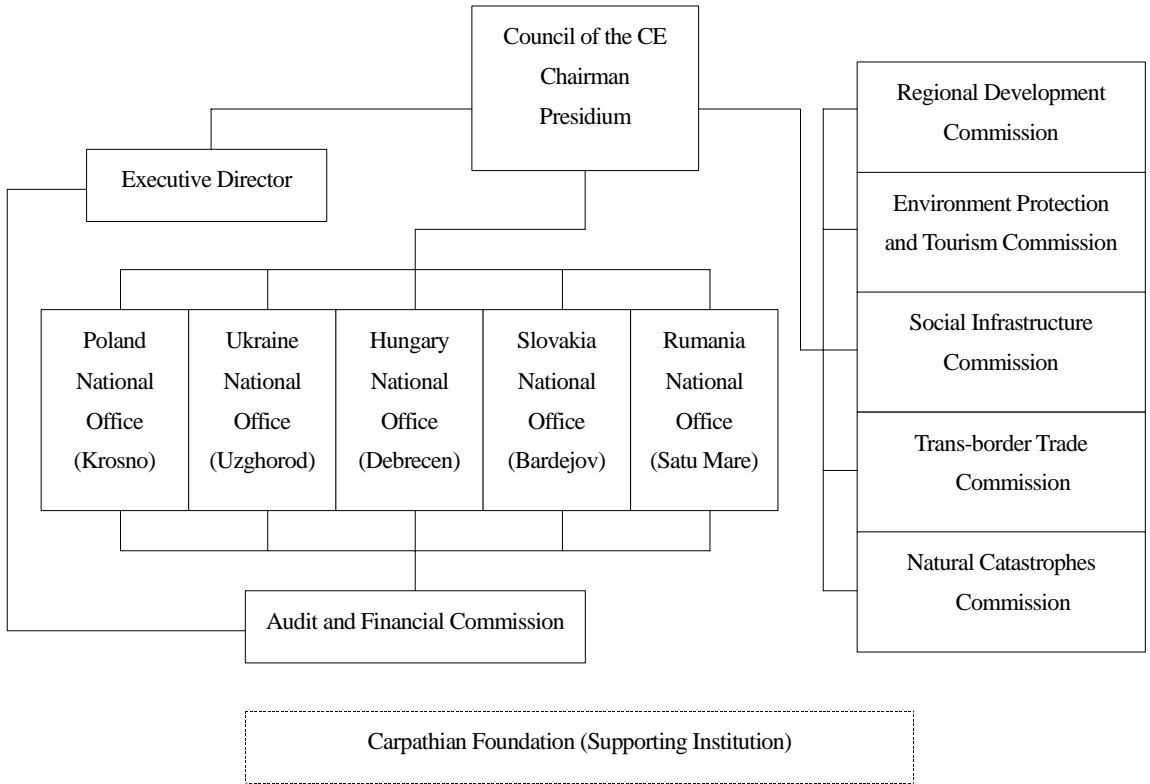 Council of the CE
Chairman
Presidium
Executive Director
Poland
National
Office
(Krosno)
Ukraine
National
Office
(Uzghorod)
Hungary
National
Office
(Debrecen)
Slovakia
National
Office
(Bardejov)
Rumania
National
Office
(Satu Mare)
Audit and Financial Commission
Regional Development
Commission
Environment Protection
and Tourism Commission
Social Infrastructure
Commission
Trans-border Trade
Commission
Natural Catastrophes
Commission
Carpathian Foundation (Supporting Institution)